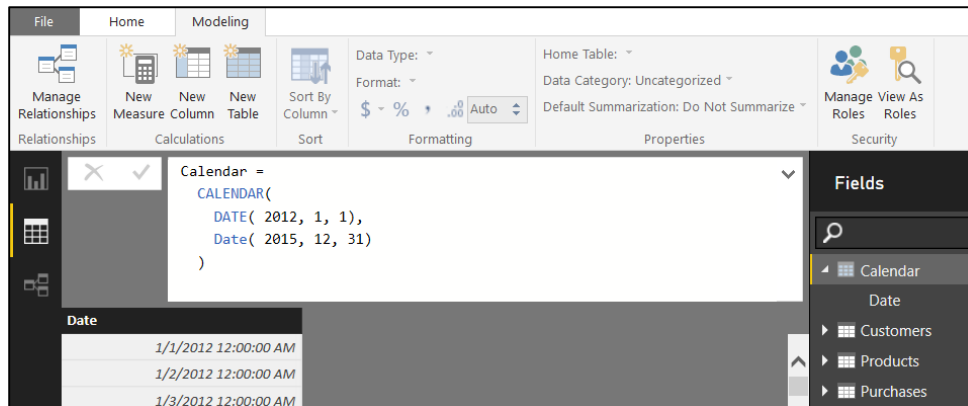 File Home Modeling
Manage Relationships
New Measure
New Column
New Table
Sort By Column
Data Type:
Format:
$ % , .00 Auto
Home Table:
Data Category: Uncategorized
Default Summarization: Do Not Summarize
Manage Roles
View As Roles
Relationships Calculations Sort Formatting Properties Security
Calendar =
CALENDAR(
DATE( 2012, 1, 1),
Date( 2015, 12, 31)
)
Date
1/1/2012 12:00:00 AM
1/2/2012 12:00:00 AM
1/3/2012 12:00:00 AM
Fields
Calendar
Date
Customers
Products
Purchases